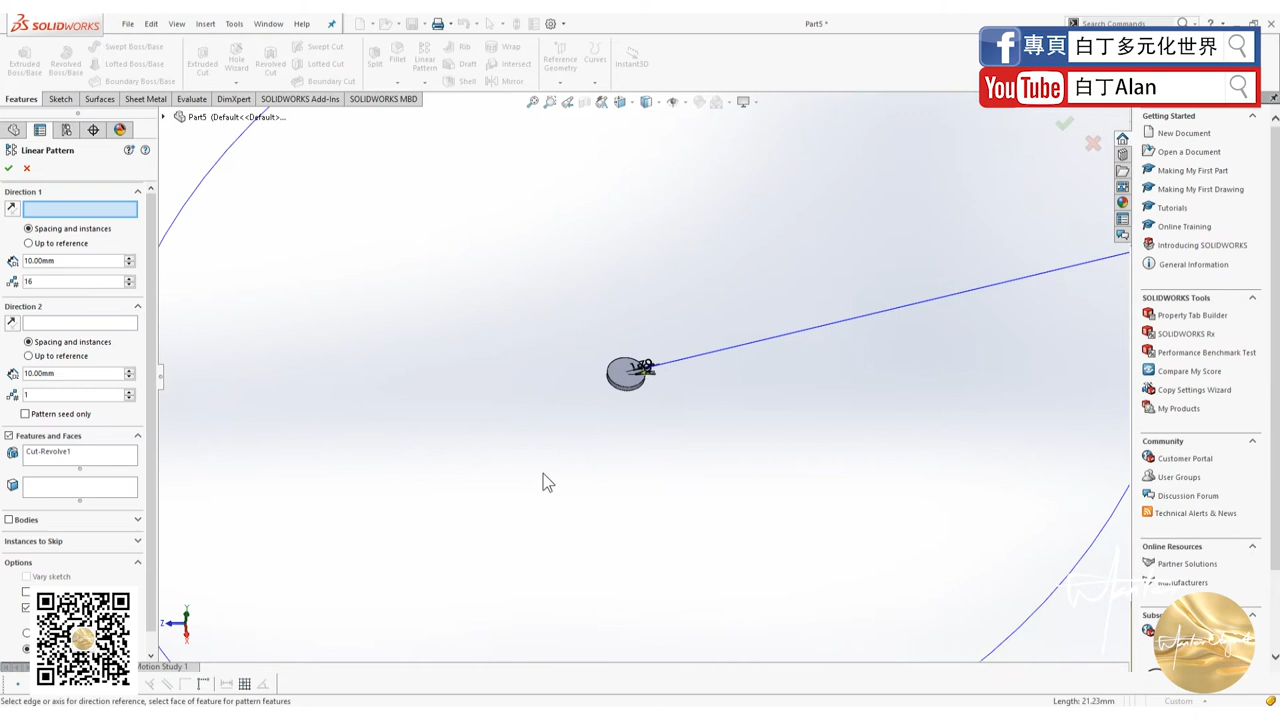 SOLIDWORKS
File
Edit
View
Insert
Tools
Window
Help
Part5 *
Search Commands
專頁
白丁多元化世界
YouTube
白丁Alan
Extruded Boss/Base
Revolved Boss/Base
Swept Boss/Base
Lofted Boss/Base
Boundary Boss/Base
Extruded Cut
Hole Wizard
Revolved Cut
Swept Cut
Lofted Cut
Boundary Cut
Split
Fillet
Linear Pattern
Rib
Draft
Shell
Wrap
Intersect
Mirror
Reference Geometry
Curves
Instant3D
Features
Sketch
Surfaces
Sheet Metal
Evaluate
DimXpert
SOLIDWORKS Add-Ins
SOLIDWORKS MBD
Part5 (Default<<Default>...
Linear Pattern
Direction 1
Spacing and instances
Up to reference
10.00mm
16
Direction 2
Spacing and instances
Up to reference
10.00mm
1
Pattern seed only
Features and Faces
Cut-Revolve1
Bodies
Instances to Skip
Options
Vary sketch
Y
Z
X
Getting Started
New Document
Open a Document
Making My First Part
Making My First Drawing
Tutorials
Online Training
Introducing SOLIDWORKS
General Information
SOLIDWORKS Tools
Property Tab Builder
SOLIDWORKS Rx
Performance Benchmark Test
Compare My Score
Copy Settings Wizard
My Products
Community
Customer Portal
User Groups
Discussion Forum
Technical Alerts & News
Online Resources
Partner Solutions
Manufacturers
Subsc
Motion Study 1
Select edge or axis for direction reference, select face of feature for pattern features
Length: 21.23mm
Custom